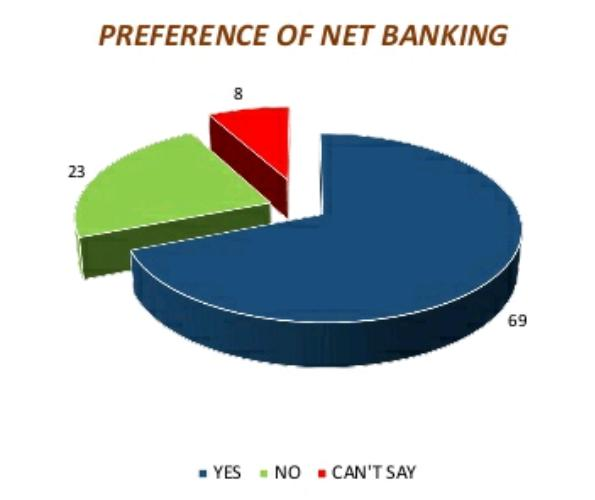 PREFERENCE OF NET BANKING
8
23
69
YES NO CAN'T SAY